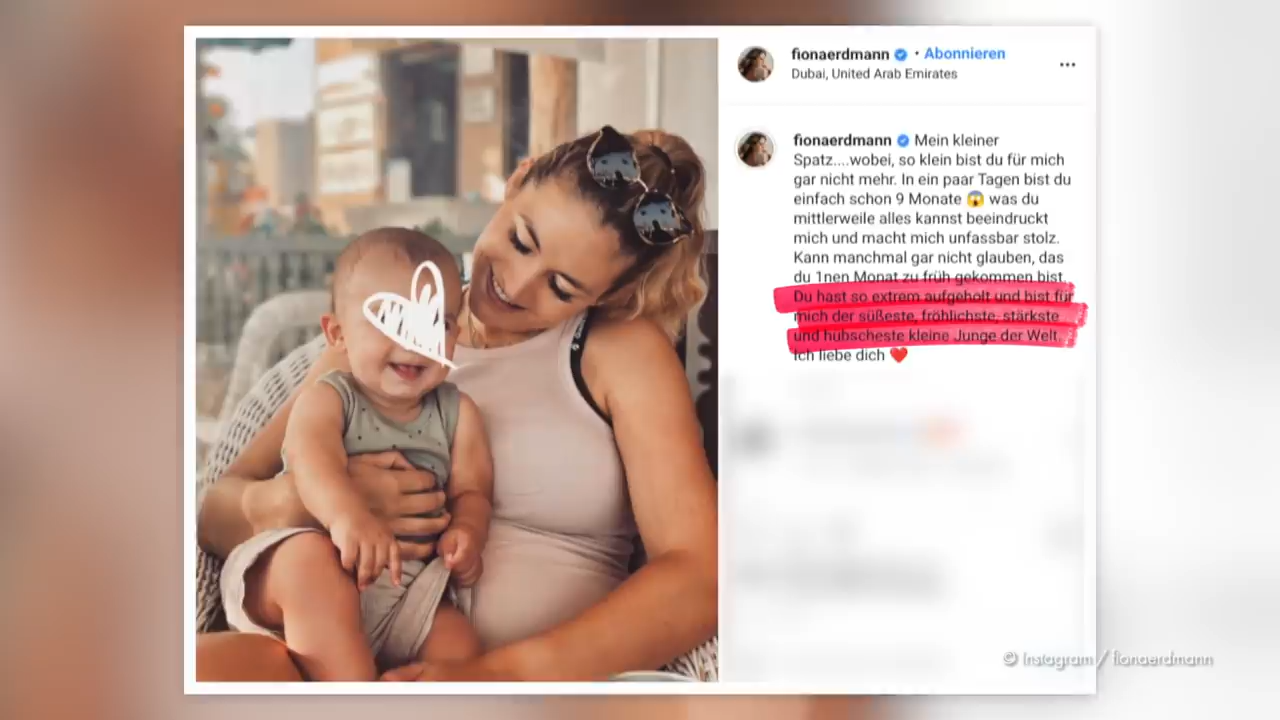 fionaerdmann • Abonnieren
Dubai, United Arab Emirates
fionaerdmann Mein kleiner
Spatz....wobei, so klein bist du für mich
gar nicht mehr. In ein paar Tagen bist du
einfach schon 9 Monate 😱 was du
mittlerweile alles kannst beeindruckt
mich und macht mich unfassbar stolz.
Kann manchmal gar nicht glauben, das
du 1nen Monat zu früh gekommen bist.
Du hast so extrem aufgeholt und bist für
mich der süßeste, fröhlichste, stärkste
und hübscheste kleine Junge der Welt.
Ich liebe dich ❤️
© Instagram / fionaerdmann